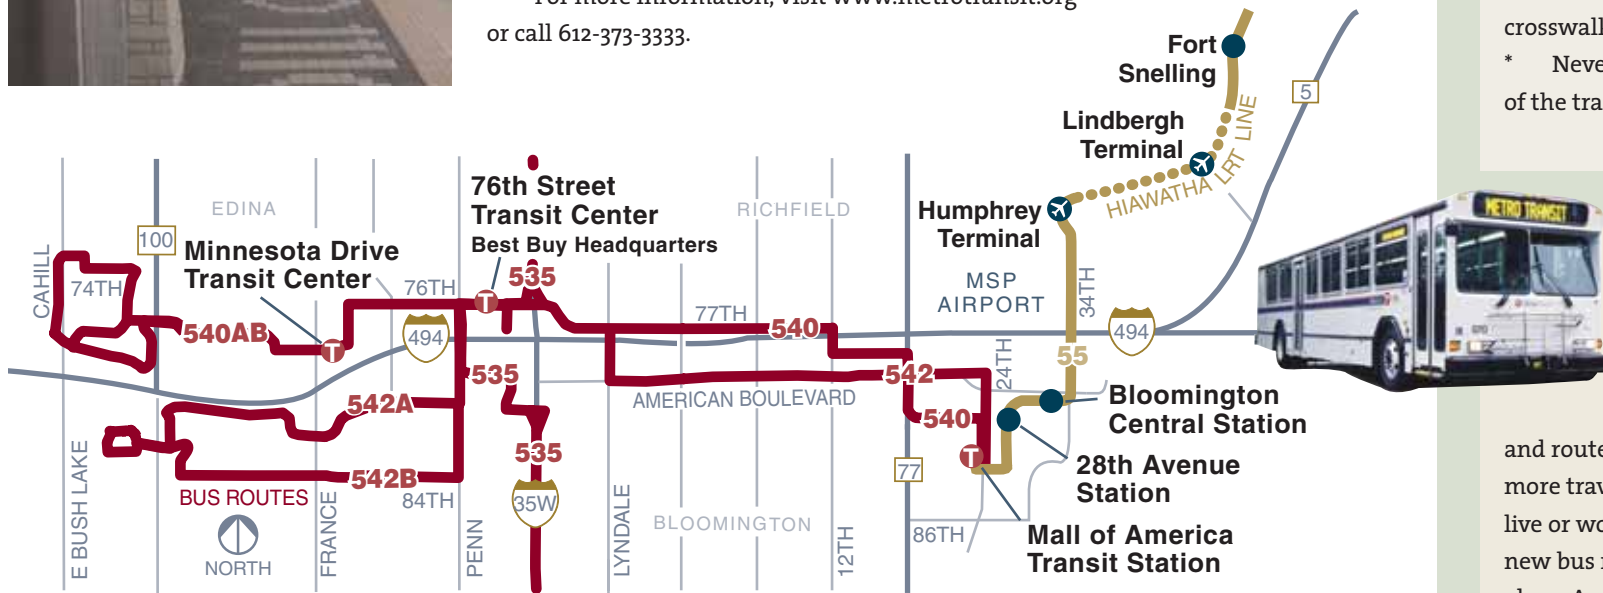 For more information, visit www.metrotransit.org
or call 612-373-3333.
crosswall
* Neve
of the tra
Fort
Snelling
5
Lindbergh
Terminal
HIAWATHA LRT LINE
76th Street
Transit Center
Best Buy Headquarters
EDINA
RICHFIELD
Humphrey
Terminal
METRO TRANSIT
100
Minnesota Drive
Transit Center
CAHILL
74TH
76TH
535
T
MSP
AIRPORT
34TH
77TH
540
540AB
T
494
494
55
24TH
535
542
AMERICAN BOULEVARD
542A
540
Bloomington
Central Station
535
T
28th Avenue
Station
77
542B
BUS ROUTES
84TH
35W
E BUSH LAKE
FRANCE
PENN
LYNDALE
BLOOMINGTON
12TH
86TH
Mall of America
Transit Station
NORTH
and route
more trav
live or wo
new bus r